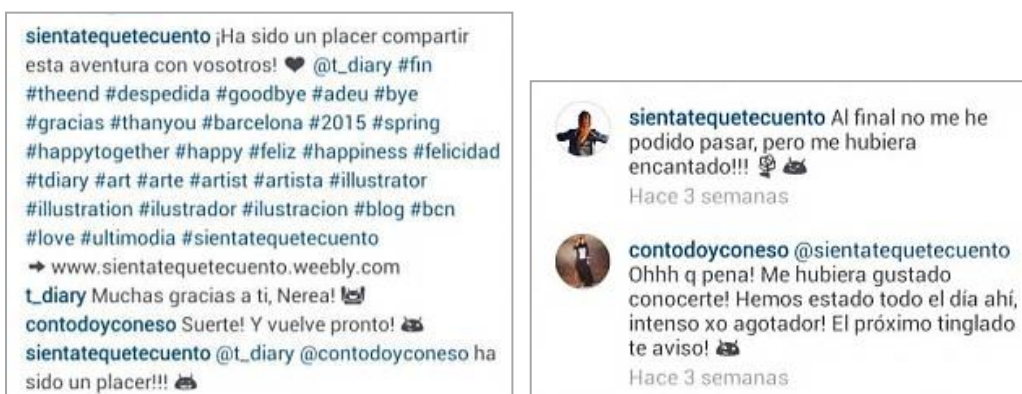 sientatequetecuento ¡Ha sido un placer compartir
esta aventura con vosotros! ❤ @t_diary #fin
#theend #despedida #goodbye #adeu #bye
#gracias #thanyou #barcelona #2015 #spring
#happytogether #happy #feliz #happiness #felicidad
#tdiary #art #arte #artist #artista #illustrator
#illustration #ilustrador #ilustracion #blog #bcn
#love #ultimodia #sientatequetecuento
➔ www.sientatequetecuento.weebly.com
t_diary Muchas gracias a ti, Nerea!
contodoyconeso Suerte! Y vuelve pronto!
sientatequetecuento @t_diary @contodoyconeso ha
sido un placer!!!
sientatequetecuento Al final no me he
podido pasar, pero me hubiera
encantado!!!
Hace 3 semanas
contodoyconeso @sientatequetecuento
Ohhh q pena! Me hubiera gustado
conocerte! Hemos estado todo el día ahí,
intenso xo agotador! El próximo tinglado
te aviso!
Hace 3 semanas